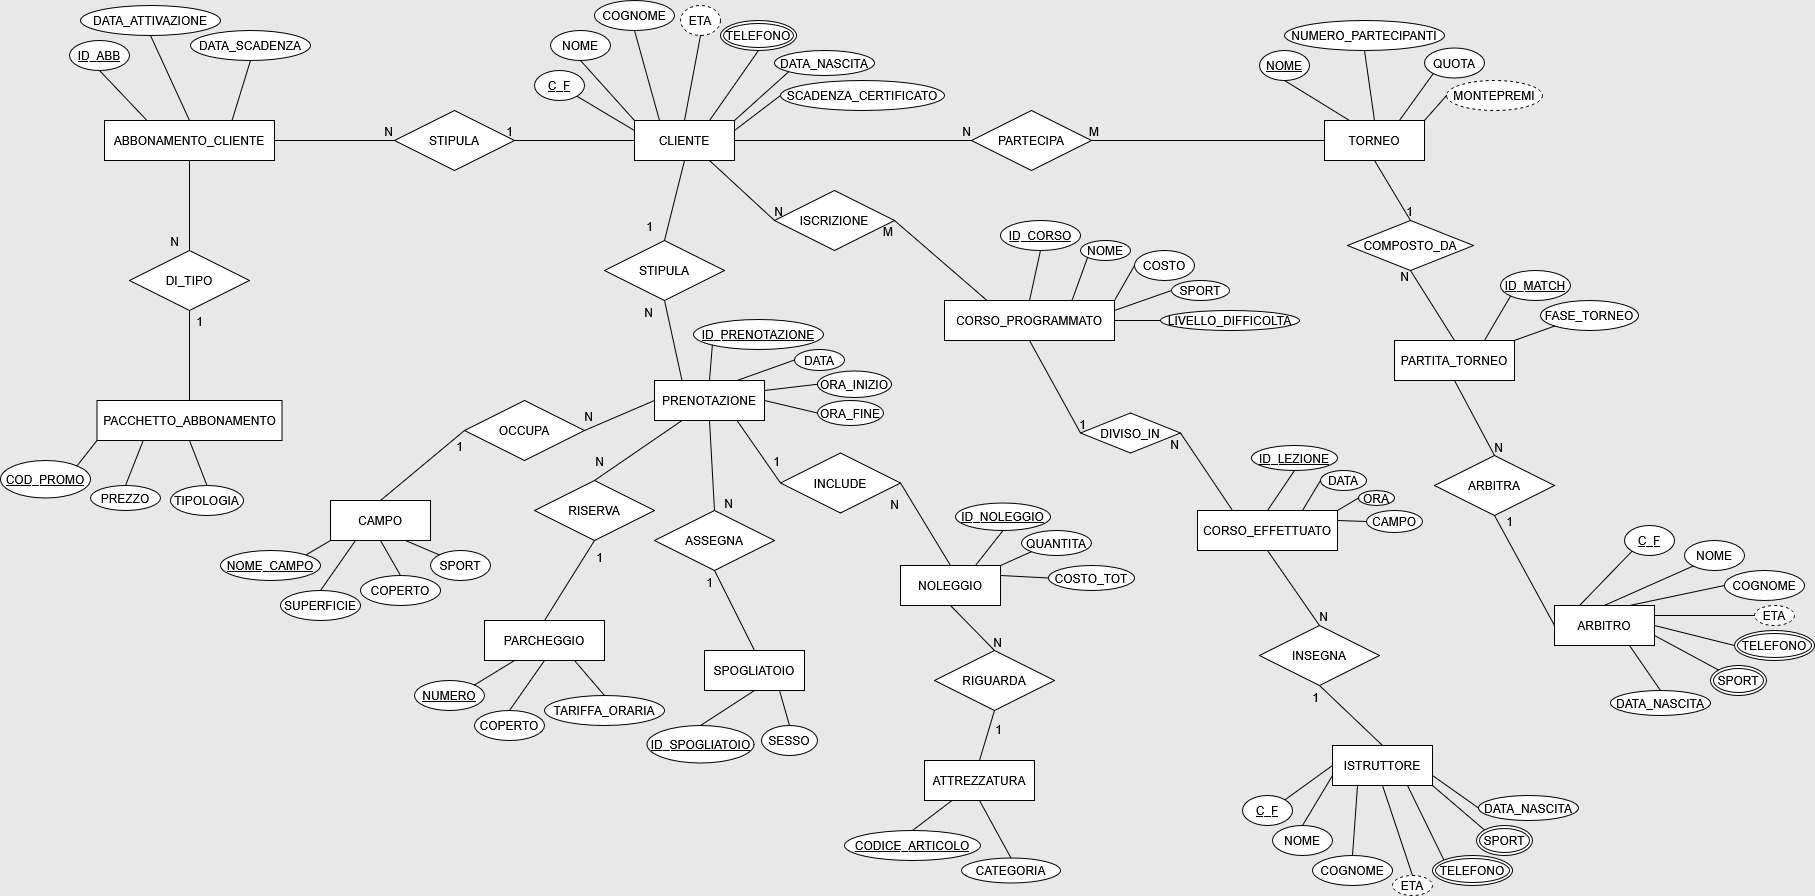 DATA_ATTIVAZIONE
ID_ABB
DATA_SCADENZA
ABBONAMENTO_CLIENTE
N
STIPULA
1
COGNOME
ETA
NOME
TELEFONO
C_F
DATA_NASCITA
SCADENZA_CERTIFICATO
CLIENTE
N
PARTECIPA
M
NUMERO_PARTECIPANTI
NOME
QUOTA
MONTEPREMI
TORNEO
N
DI_TIPO
1
PACCHETTO_ABBONAMENTO
COD_PROMO
PREZZO
TIPOLOGIA
1
STIPULA
N
N
ISCRIZIONE
M
ID_CORSO
NOME
COSTO
SPORT
LIVELLO_DIFFICOLTA
CORSO_PROGRAMMATO
1
COMPOSTO_DA
N
ID_MATCH
FASE_TORNEO
PARTITA_TORNEO
ID_PRENOTAZIONE
DATA
ORA_INIZIO
ORA_FINE
PRENOTAZIONE
N
OCCUPA
1
CAMPO
NOME_CAMPO
SUPERFICIE
COPERTO
SPORT
N
RISERVA
1
PARCHEGGIO
NUMERO
COPERTO
TARIFFA_ORARIA
N
ASSEGNA
1
SPOGLIATOIO
ID_SPOGLIATOIO
SESSO
1
INCLUDE
N
ID_NOLEGGIO
QUANTITA
COSTO_TOT
NOLEGGIO
N
RIGUARDA
1
ATTREZZATURA
CODICE_ARTICOLO
CATEGORIA
1
DIVISO_IN
N
ID_LEZIONE
DATA
ORA
CAMPO
CORSO_EFFETTUATO
N
INSEGNA
1
ISTRUTTORE
C_F
NOME
COGNOME
ETA
TELEFONO
SPORT
DATA_NASCITA
N
ARBITRA
1
C_F
NOME
COGNOME
ETA
TELEFONO
SPORT
DATA_NASCITA
ARBITRO